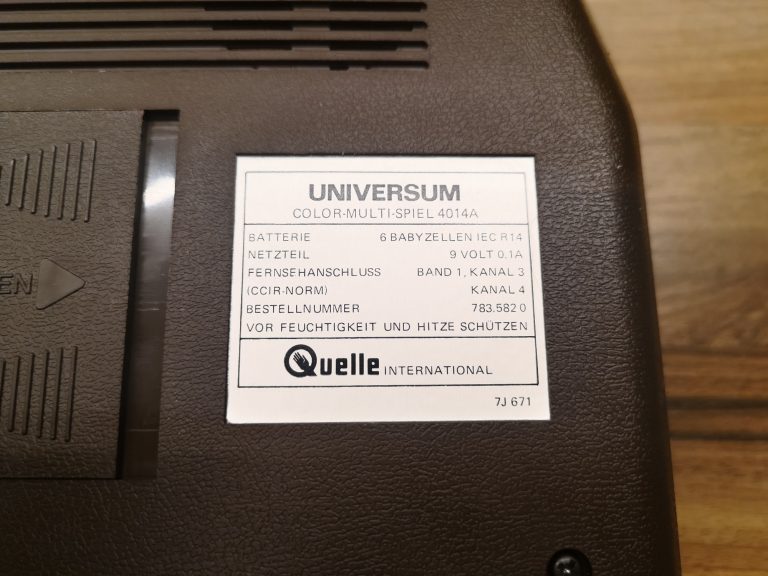 EN
UNIVERSUM
COLOR-MULTI-SPIEL 4014A
BATTERIE 6 BABYZELLEN IEC R14
NETZTEIL 9 VOLT 0.1A
FERNSEHANSCHLUSS BAND 1, KANAL 3
(CCIR-NORM) KANAL 4
BESTELLNUMMER 783.582 0
VOR FEUCHTIGKEIT UND HITZE SCHÜTZEN
Quelle INTERNATIONAL
7J 671